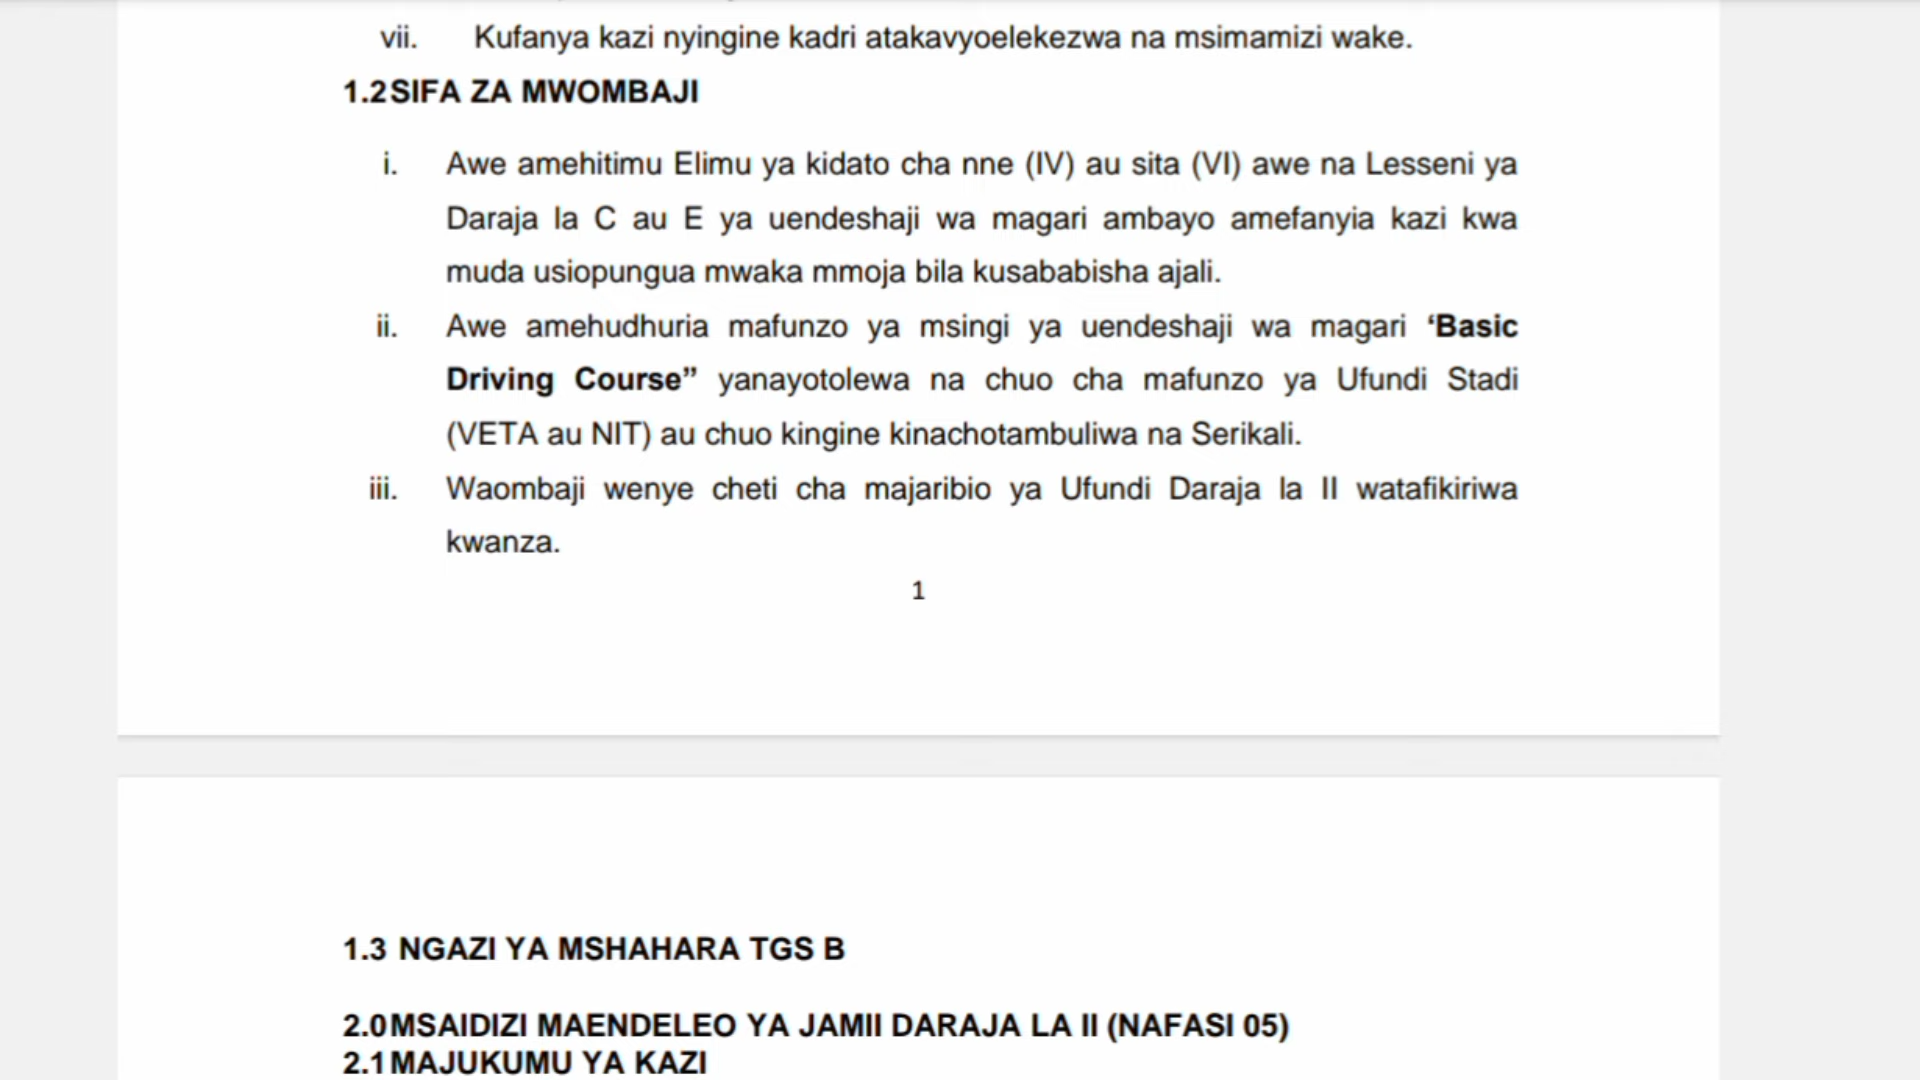 vii. Kufanya kazi nyingine kadri atakavyoelekezwa na msimamizi wake.
1.2 SIFA ZA MWOMBAJI
i. Awe amehitimu Elimu ya kidato cha nne (IV) au sita (VI) awe na Lesseni ya
Daraja la C au E ya uendeshaji wa magari ambayo amefanyia kazi kwa
muda usiopungua mwaka mmoja bila kusababisha ajali.
ii. Awe amehudhuria mafunzo ya msingi ya uendeshaji wa magari ‘Basic
Driving Course” yanayotolewa na chuo cha mafunzo ya Ufundi Stadi
(VETA au NIT) au chuo kingine kinachotambuliwa na Serikali.
iii. Waombaji wenye cheti cha majaribio ya Ufundi Daraja la II watafikiriwa
kwanza.
1
1.3 NGAZI YA MSHAHARA TGS B
2.0 MSAIDIZI MAENDELEO YA JAMII DARAJA LA II (NAFASI 05)
2.1 MAJUKUMU YA KAZI